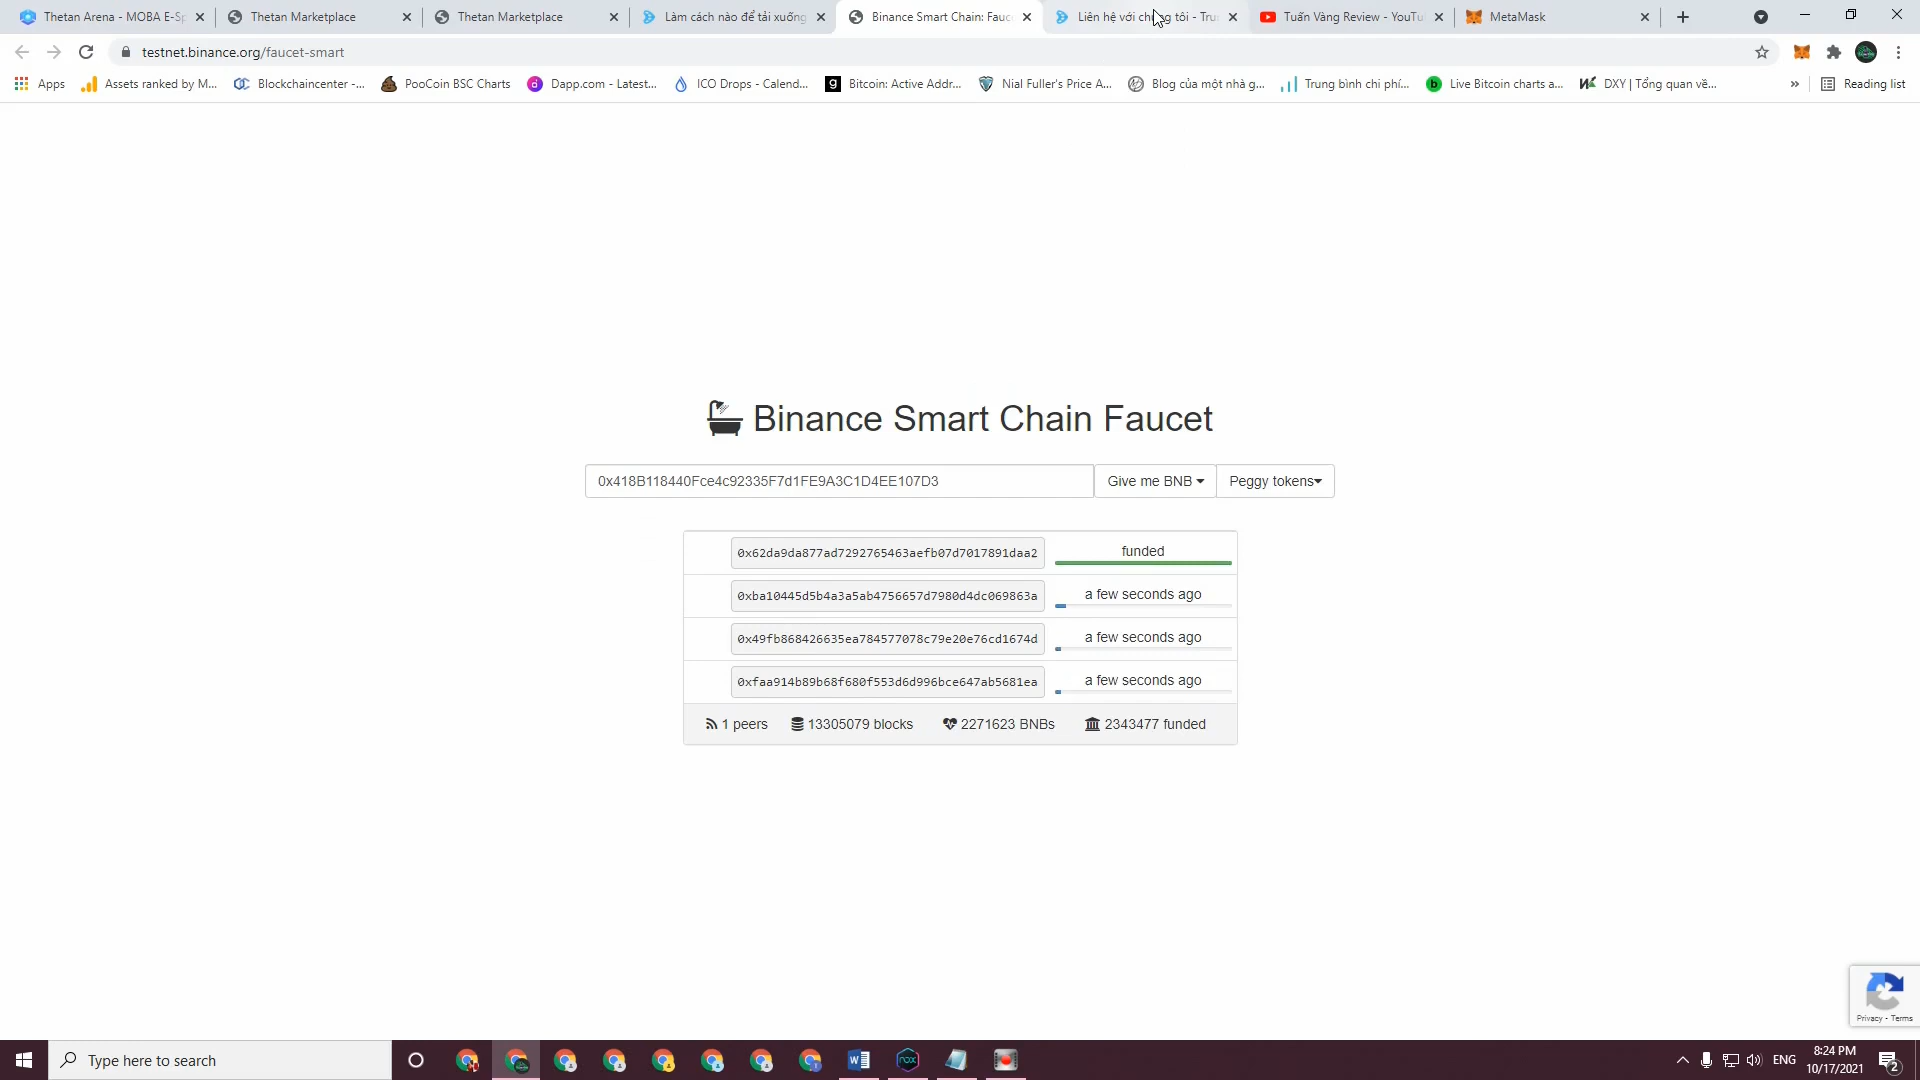 Thetan Arena - MOBA E-Sp
Thetan Marketplace
Thetan Marketplace
Làm cách nào để tải xuống
Binance Smart Chain: Fauc
Liên hệ với chúng tôi - Tru
Tuấn Vàng Review - YouTu
MetaMask
testnet.binance.org/faucet-smart
Apps
Assets ranked by M...
Blockchaincenter -...
PooCoin BSC Charts
Dapp.com - Latest...
ICO Drops - Calend...
Bitcoin: Active Addr...
Nial Fuller's Price A...
Blog của một nhà g...
Trung bình chi phí...
Live Bitcoin charts a...
DXY | Tổng quan về...
»
Reading list
Binance Smart Chain Faucet
0x418B118440Fce4c92335F7d1FE9A3C1D4EE107D3
Give me BNB
Peggy tokens
0x62da9da877ad7292765463aefb07d7017891daa2
funded
0xba10445d5b4a3a5ab4756657d7980d4dc069863a
a few seconds ago
0x49fb868426635ea784577078c79e20e76cd1674d
a few seconds ago
0xfaa914b89b68f680f553d6d996bce647ab5681ea
a few seconds ago
1 peers
13305079 blocks
2271623 BNBs
2343477 funded
Privacy - Terms
Type here to search
nox
ENG
8:24 PM
10/17/2021
2